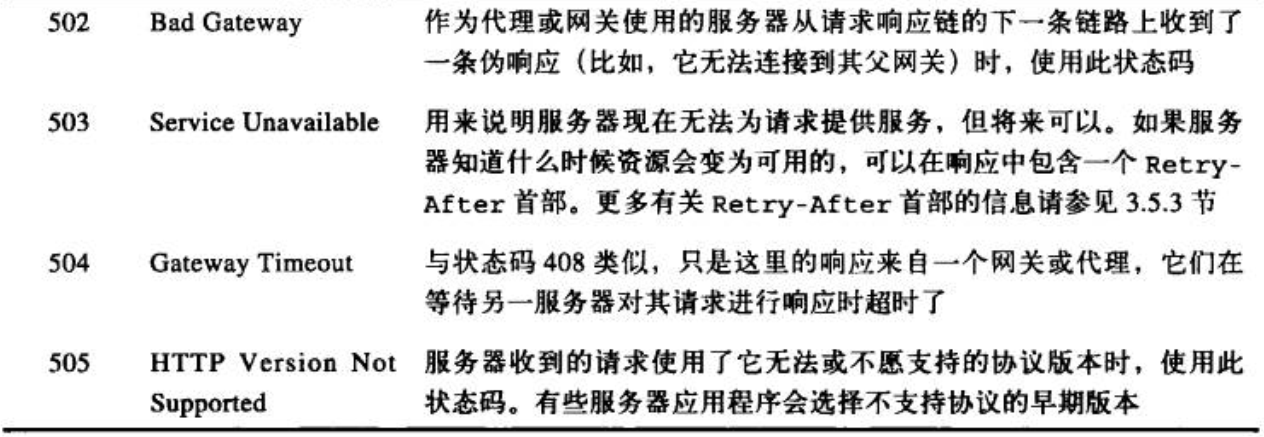 502 Bad Gateway 作为代理或网关使用的服务器从请求响应链的下一条链路上收到了
一条伪响应（比如，它无法连接到其父网关）时，使用此状态码
503 Service Unavailable 用来说明服务器现在无法为请求提供服务，但将来可以。如果服务
器知道什么时候资源会变为可用的，可以在响应中包含一个 Retry-
After 首部。更多有关 Retry-After 首部的信息请参见 3.5.3 节
504 Gateway Timeout 与状态码 408 类似，只是这里的响应来自一个网关或代理，它们在
等待另一服务器对其请求进行响应时超时了
505 HTTP Version Not 服务器收到的请求使用了它无法或不愿支持的协议版本时，使用此
Supported 状态码。有些服务器应用程序会选择不支持协议的早期版本